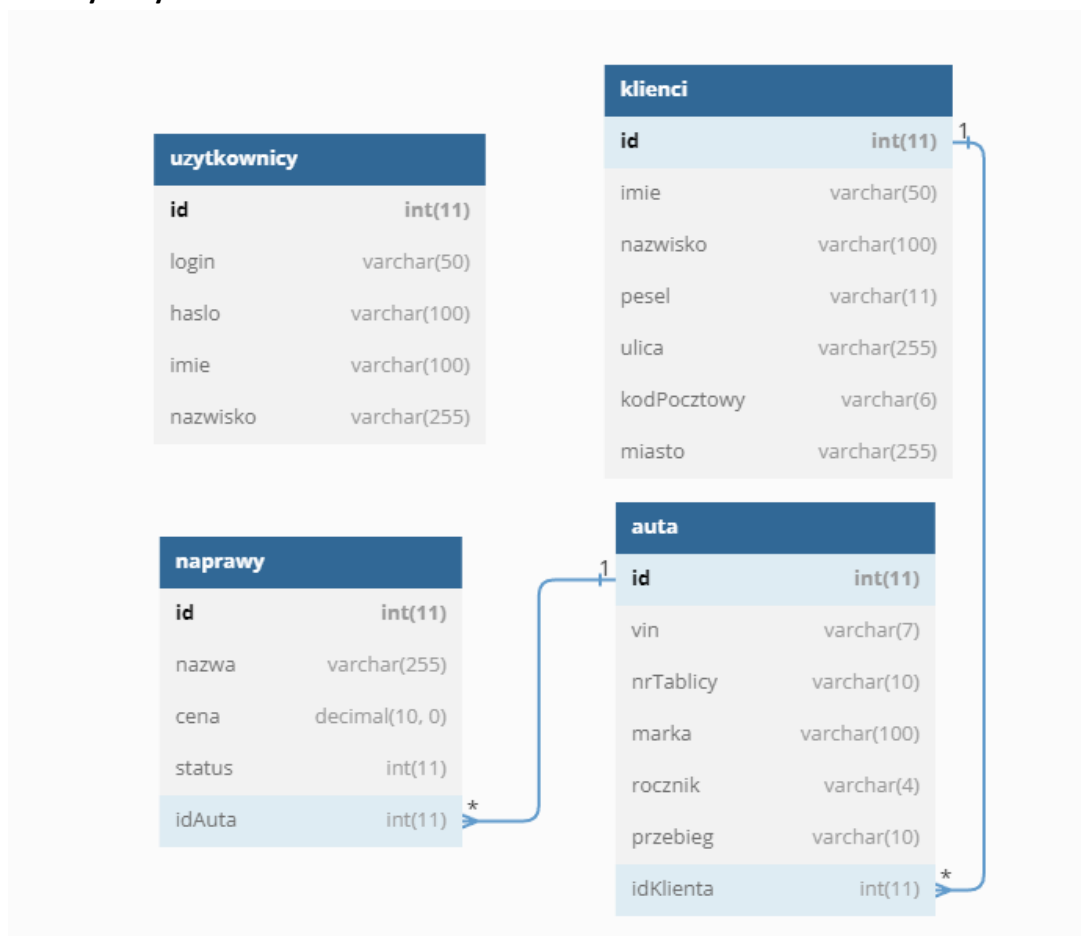 uzytkownicy
id int(11)
login varchar(50)
haslo varchar(100)
imie varchar(100)
nazwisko varchar(255)
klienci
id int(11) 1
imie varchar(50)
nazwisko varchar(100)
pesel varchar(11)
ulica varchar(255)
kodPocztowy varchar(6)
miasto varchar(255)
naprawy
id int(11)
nazwa varchar(255)
cena decimal(10, 0)
status int(11)
idAuta int(11) *
auta
1 id int(11)
vin varchar(7)
nrTablicy varchar(10)
marka varchar(100)
rocznik varchar(4)
przebieg varchar(10)
idKlienta int(11) *